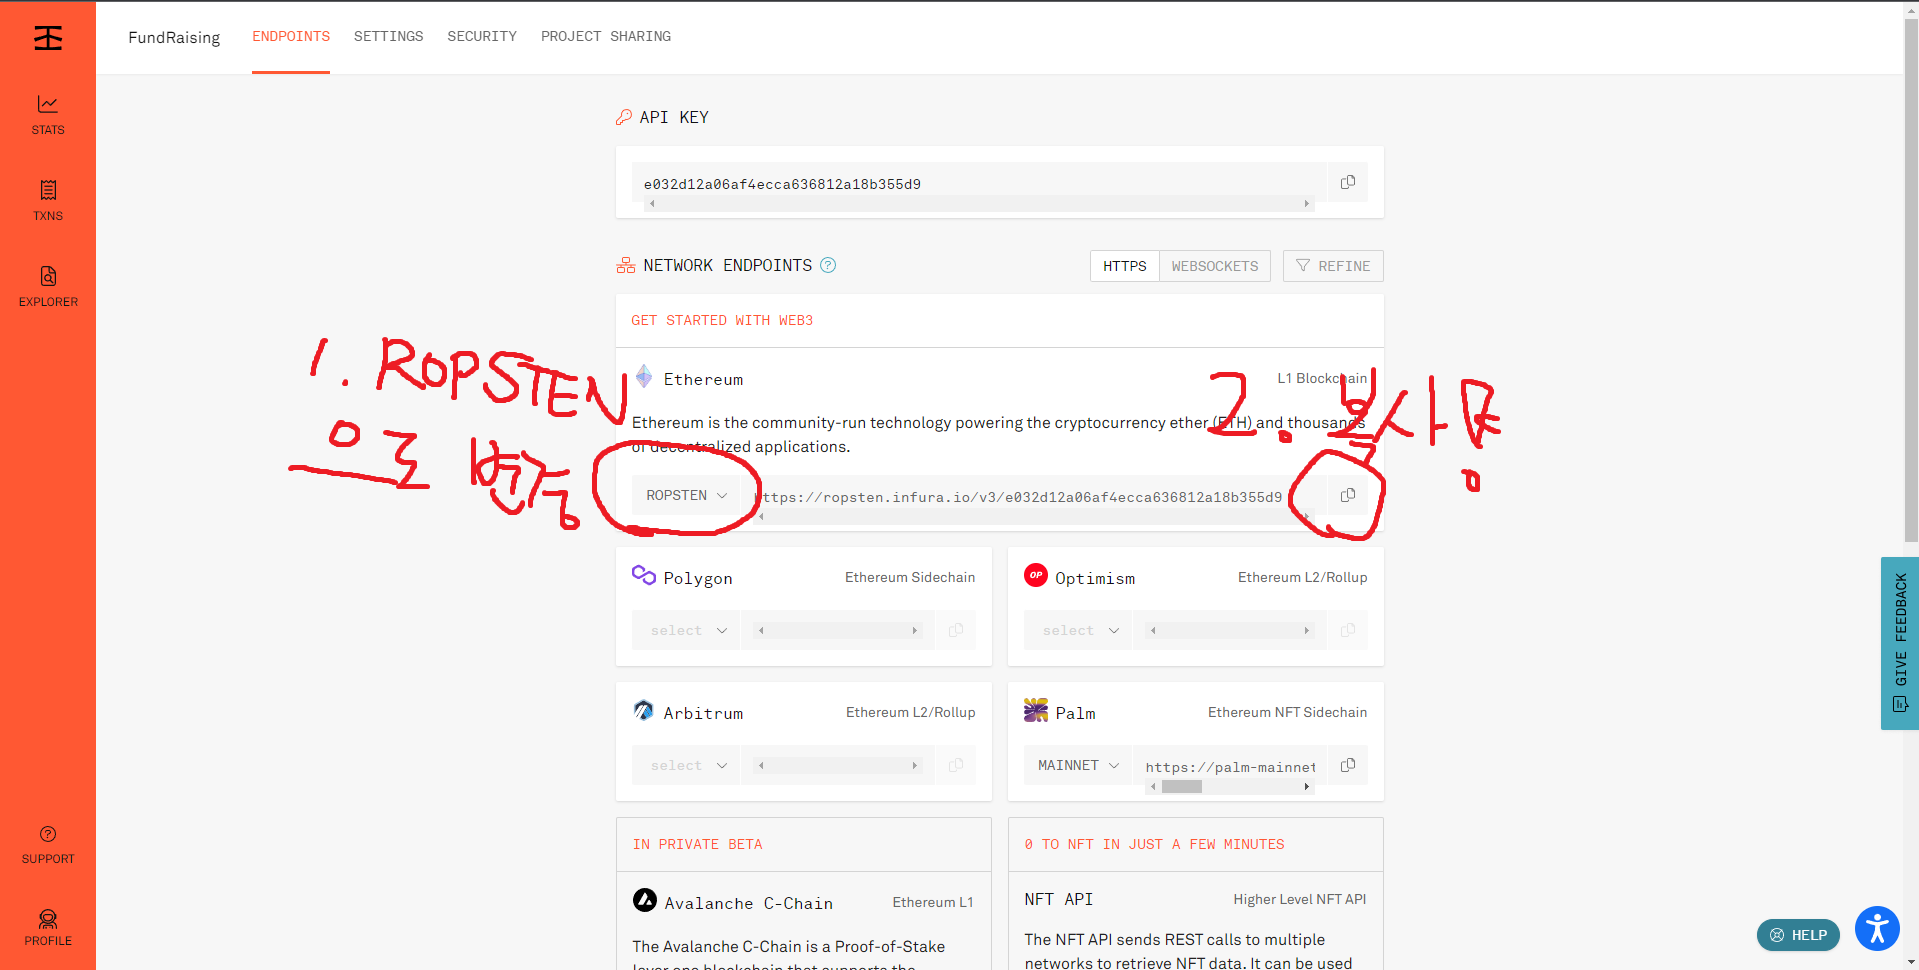 FundRaising
ENDPOINTS
SETTINGS
SECURITY
PROJECT SHARING
STATS
TXNS
EXPLORER
API KEY
e032d12a06af4ecca636812a18b355d9
NETWORK ENDPOINTS
HTTPS
WEBSOCKETS
REFINE
GET STARTED WITH WEB3
1. ROPSTEN
으로 변경
Ethereum
L1 Blockchain
2. 복사
Ethereum is the community-run technology powering the cryptocurrency ether (ETH) and thousands
of decentralized applications.
ROPSTEN
https://ropsten.infura.io/v3/e032d12a06af4ecca636812a18b355d9
Polygon
Ethereum Sidechain
select
Optimism
Ethereum L2/Rollup
select
Arbitrum
Ethereum L2/Rollup
select
Palm
Ethereum NFT Sidechain
MAINNET
https://palm-mainnet
IN PRIVATE BETA
Avalanche C-Chain
Ethereum L1
The Avalanche C-Chain is a Proof-of-Stake
layer one blockchain that supports the
0 TO NFT IN JUST A FEW MINUTES
NFT API
Higher Level NFT API
The NFT API sends REST calls to multiple
networks to retrieve NFT data. It can be used
SUPPORT
PROFILE
GIVE FEEDBACK
HELP